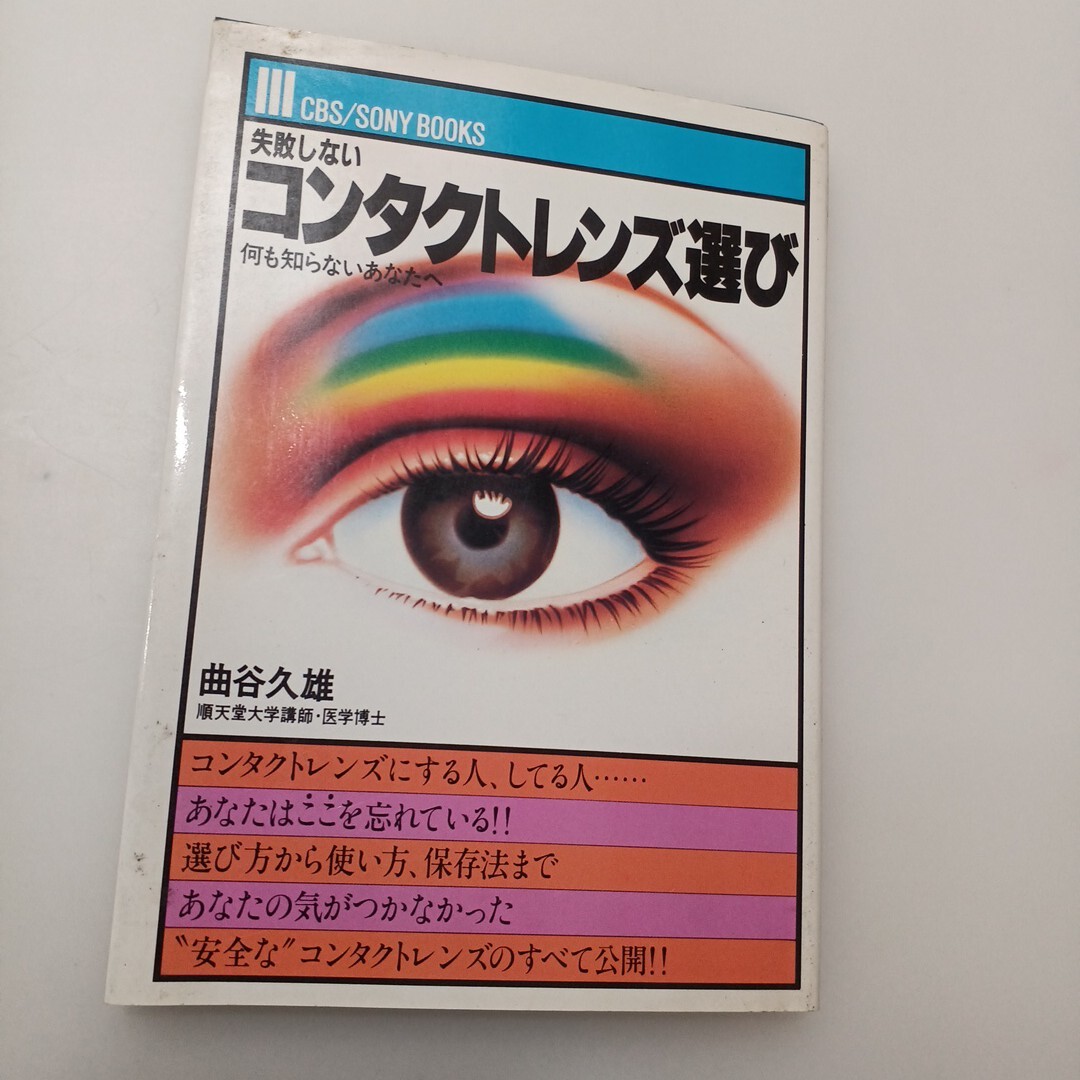 CBS/SONY BOOKS
失敗しない
コンタクトレンズ選び
何も知らないあなたへ
曲谷久雄
順天堂大学講師・医学博士
コンタクトレンズにする人、してる人……
あなたはここを忘れている!!
選び方から使い方、保存法まで
あなたの気がつかなかった
〝安全な〟コンタクトレンズのすべて公開!!